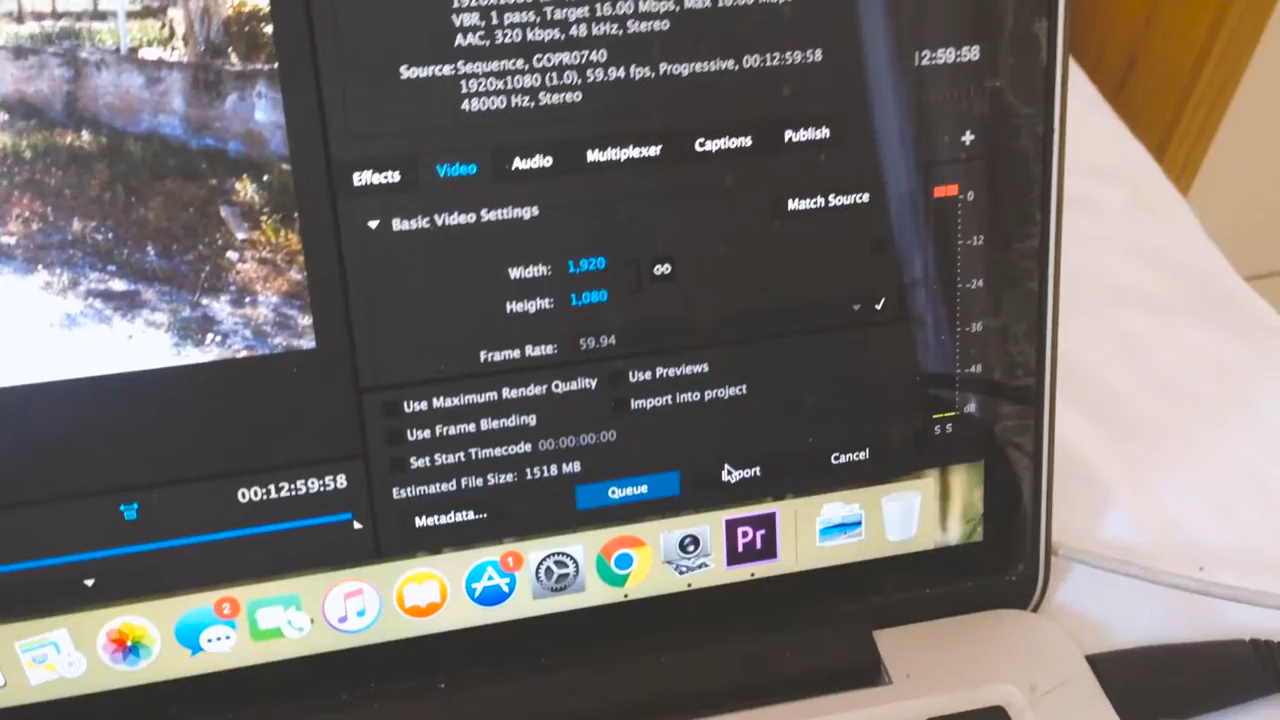 VBR, 1 pass, Target 16.00 Mbps, Max
AAC, 320 kbps, 48 kHz, Stereo
Source: Sequence, GOPR0740
1920x1080 (1.0), 59.94 fps, Progressive, 00:12:59:58
48000 Hz, Stereo
12:59:58
Effects Video Audio Multiplexer Captions Publish
Basic Video Settings
Match Source
Width: 1,920
Height: 1,080
Frame Rate: 59.94
Use Maximum Render Quality
Use Previews
Use Frame Blending
Import into project
Set Start Timecode 00:00:00:00
Estimated File Size: 1518 MB
Metadata...
Queue
Cancel
00:12:59:58
0
-12
-24
-36
-48
dB
S S
2
1
Pr